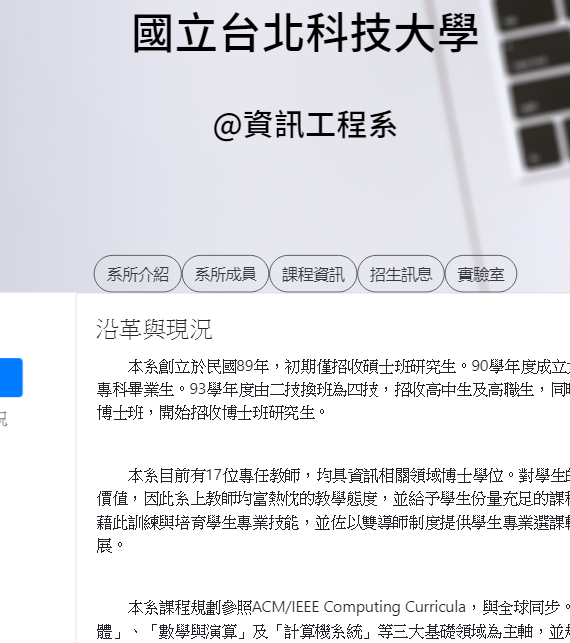 國立台北科技大學
@資訊工程系
系所介紹
系所成員
課程資訊
招生訊息
實驗室
沿革與現況
本系創立於民國89年，初期僅招收碩士班研究生。90學年度成立
專科畢業生。93學年度由二技換班為四技，招收高中生及高職生，同
博士班，開始招收博士班研究生。
況
本系目前有17位專任教師，均具資訊相關領域博士學位。對學生
價值，因此系上教師均富熱忱的教學態度，並給予學生份量充足的課
藉此訓練與培育學生專業技能，並佐以雙導師制度提供學生專業選課
展。
本系課程規劃參照ACM/IEEE Computing Curricula，與全球同步。
體」、「數學與演算」及「計算機系統」等三大基礎領域為主軸，並